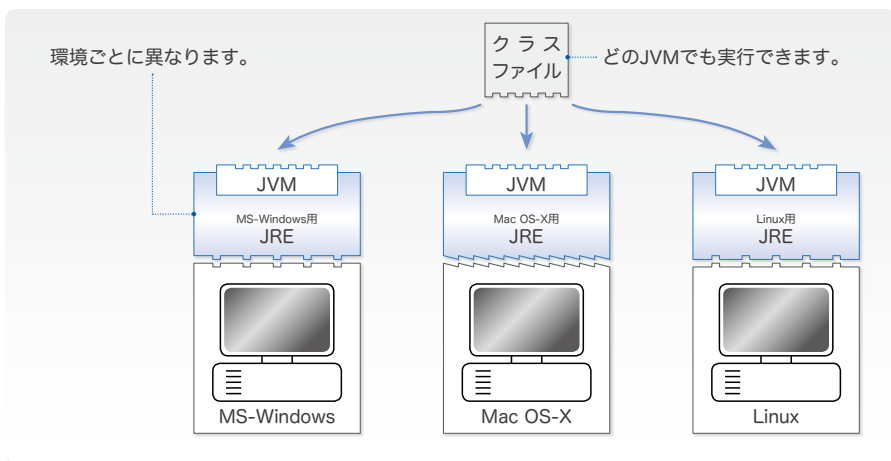 環境ごとに異なります。
クラス
ファイル
どのJVMでも実行できます。
JVM
MS-Windows用
JRE
MS-Windows
JVM
Mac OS-X用
JRE
Mac OS-X
JVM
Linux用
JRE
Linux